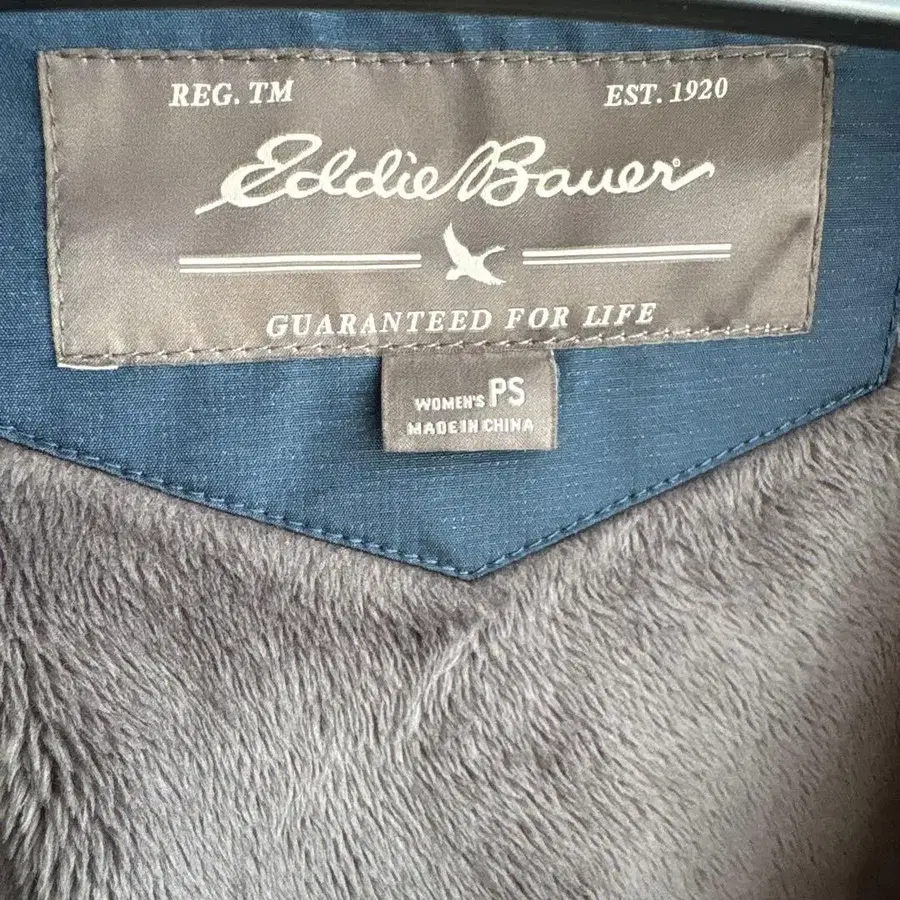 REG. TM EST. 1920
Eddie Bauer®
GUARANTEED FOR LIFE
WOMEN'S PS
MADE IN CHINA